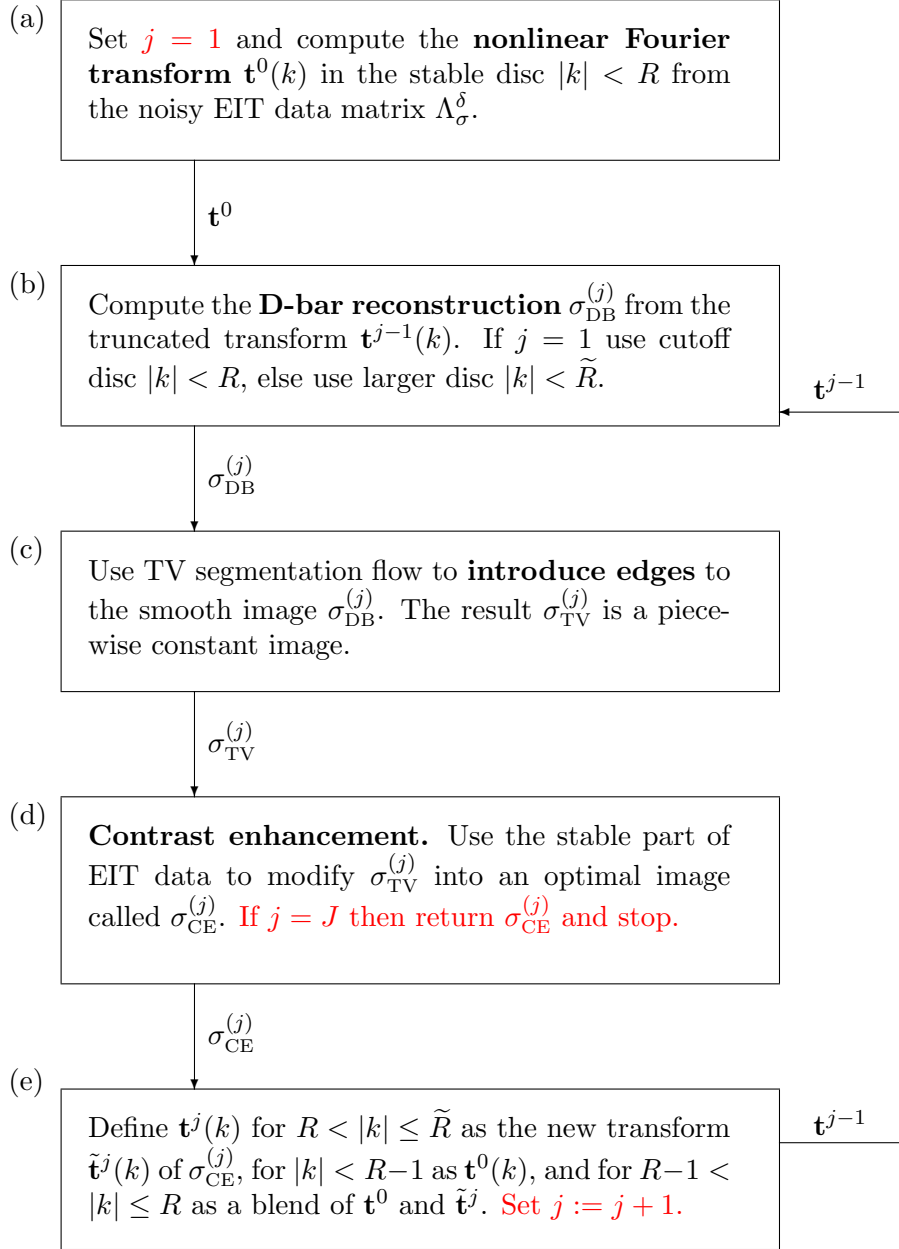 (a)
Set j = 1 and compute the nonlinear Fourier
transform t⁰(k) in the stable disc |k| < R from
the noisy EIT data matrix Λ_σ^δ.
t⁰
(b)
Compute the D-bar reconstruction σ_DB^(j) from the
truncated transform t^{j−1}(k). If j = 1 use cutoff
disc |k| < R, else use larger disc |k| < R̃.
t^{j−1}
σ_DB^(j)
(c)
Use TV segmentation flow to introduce edges to
the smooth image σ_DB^(j). The result σ_TV^(j) is a piece-
wise constant image.
σ_TV^(j)
(d)
Contrast enhancement. Use the stable part of
EIT data to modify σ_TV^(j) into an optimal image
called σ_CE^(j). If j = J then return σ_CE^(j) and stop.
σ_CE^(j)
(e)
Define t^j(k) for R < |k| ≤ R̃ as the new transform
t̃^j(k) of σ_CE^(j), for |k| < R−1 as t⁰(k), and for R−1 <
|k| ≤ R as a blend of t⁰ and t̃^j. Set j := j + 1.
t^{j−1}